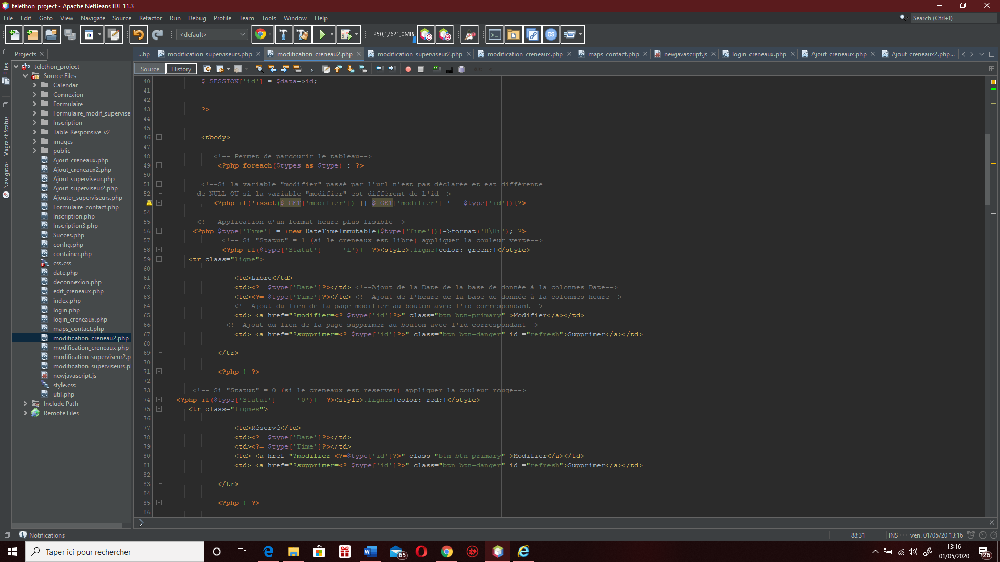 telethon_project - Apache NetBeans IDE 11.3
File Edit Goto View Navigate Source Refactor Run Debug Profile Team Tools Window Help
Search (Ctrl+I)
<default>
250,1/621,0MB
Projects
...hp modification_superviseurs.php modification_creneau2.php modification_superviseur2.php modification_creneaux.php maps_contact.php newjavascript.js login_creneaux.php Ajout_creneaux.php Ajout_creneaux2.php...
Source History
Files
Vagrant Status
Navigator
telethon_project
Source Files
Calendar
Connexion
Formulaire
Formulaire_modif_supervise
Inscription
Table_Responsive_v2
images
public
Ajout_creneaux.php
Ajout_creneaux2.php
Ajout_superviseur.php
Ajout_superviseur2.php
Ajouter_superviseurs.php
Formulaire_contact.php
Inscription.php
Inscription3.php
Succes.php
config.php
container.php
css.css
date.php
deconnexion.php
edit_creneaux.php
index.php
login.php
login_creneaux.php
maps_contact.php
modification_creneau2.php
modification_creneaux.php
modification_superviseur2.p
modification_superviseurs.p
newjavascript.js
style.css
util.php
Include Path
Remote Files
40 $_SESSION['id'] = $data->id;
41
42
43 ?>
44
45
46 <tbody>
47
48 <!-- Permet de parcourir le tableau-->
49 <?php foreach($types as $type) : ?>
50
51 <!--Si la variable "modifier" passé par l'url n'est pas déclarée et est différente
52 de NULL OU si la variable "modifier" est différent de l'id-->
<?php if(!isset($_GET['modifier']) || $_GET['modifier'] !== $type['id']){?>
54
55 <!-- Application d'un format heure plus lisible-->
56 <?php $type['Time'] = (new DateTimeImmutable($type['Time']))->format('H\Hi'); ?>
57 <!-- Si "Statut" = 1 (si le creneaux est libre) appliquer la couleur verte-->
58 <?php if($type['Statut'] === '1'){  ?><style>.ligne{color: green;}</style>
59 <tr class="ligne">
60
61 <td>Libre</td>
62 <td><?= $type['Date']?></td> <!--Ajout de la Date de la base de donnée à la colonnes Date-->
63 <td><?= $type['Time']?></td> <!--Ajout de l'heure de la base de donnée à la colonnes heure-->
64 <!--Ajout du lien de la page modifier au bouton avec l'id correspondant-->
65 <td> <a href="?modifier=<?=$type['id']?>" class="btn btn-primary" >Modifier</a></td>
66 <!--Ajout du lien de la page supprimer au bouton avec l'id correspondant-->
67 <td> <a href="?supprimer=<?=$type['id']?>" class="btn btn-danger" id ="refresh">Supprimer</a></td>
68
69 </tr>
70
71 <?php } ?>
72
73 <!-- Si "Statut" = 0 (si le creneaux est reserver) appliquer la couleur rouge-->
74 <?php if($type['Statut'] === '0'){  ?><style>.lignes{color: red;}</style>
75 <tr class="lignes">
76
77 <td>Réservé</td>
78 <td><?= $type['Date']?></td>
79 <td><?= $type['Time']?></td>
80 <td> <a href="?modifier=<?=$type['id']?>" class="btn btn-primary" >Modifier</a></td>
81 <td> <a href="?supprimer=<?=$type['id']?>" class="btn btn-danger" id ="refresh">Supprimer</a></td>
82
83 </tr>
84
85 <?php } ?>
86
Notifications
88:31 INS ven. 01/05/20 13:16
Taper ici pour rechercher
65
13:16
01/05/2020
26